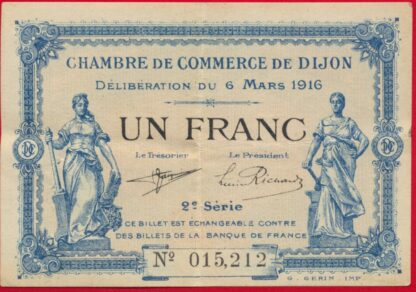 CHAMBRE DE COMMERCE DE DIJON
DÉLIBÉRATION DU 6 MARS 1916
UN FRANC
Le Trésorier Le Président
2e Série
CE BILLET EST ÉCHANGEABLE CONTRE
DES BILLETS DE LA BANQUE DE FRANCE
No 015,212
G. GERIN, IMP.